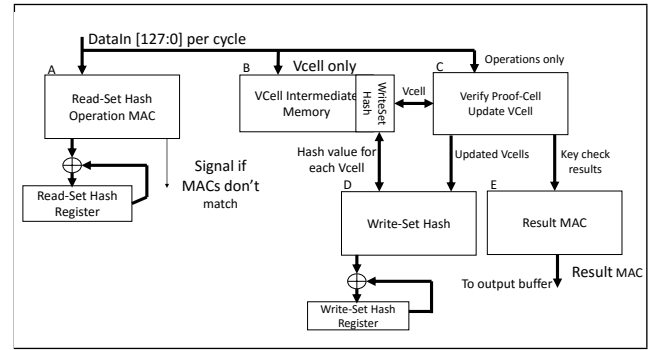 DataIn [127:0] per cycle
Operations only
A
B
Vcell only
C
Read-Set Hash
Operation MAC
VCell Intermediate
Memory
WriteSet
Hash
Vcell
Verify Proof-Cell
Update VCell
Signal if
MACs don't
match
Hash value for
each Vcell
Updated Vcells
Key check
results
Read-Set Hash
Register
D
E
Write-Set Hash
Result MAC
To output buffer
Result MAC
Write-Set Hash
Register